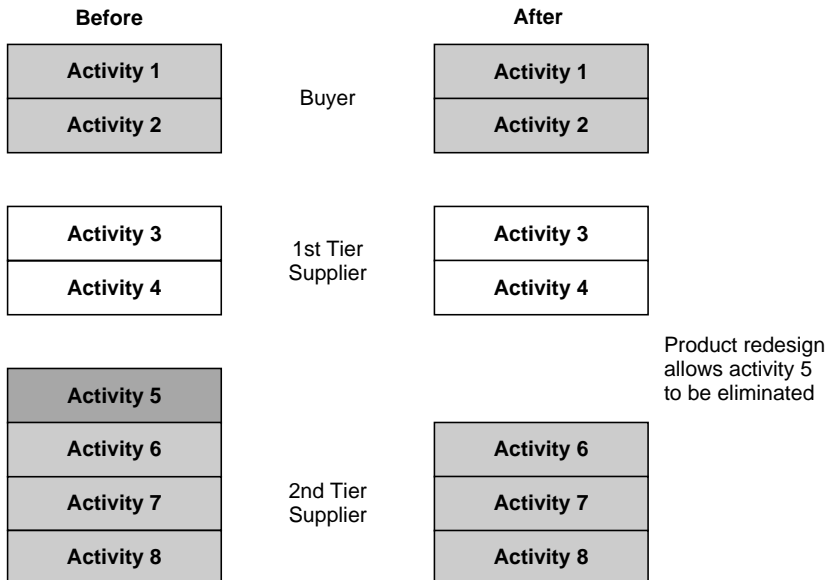 Before
After
Activity 1
Activity 2
Buyer
Activity 1
Activity 2
Activity 3
Activity 4
1st Tier
Supplier
Activity 3
Activity 4
Product redesign
allows activity 5
to be eliminated
Activity 5
Activity 6
Activity 7
Activity 8
2nd Tier
Supplier
Activity 6
Activity 7
Activity 8